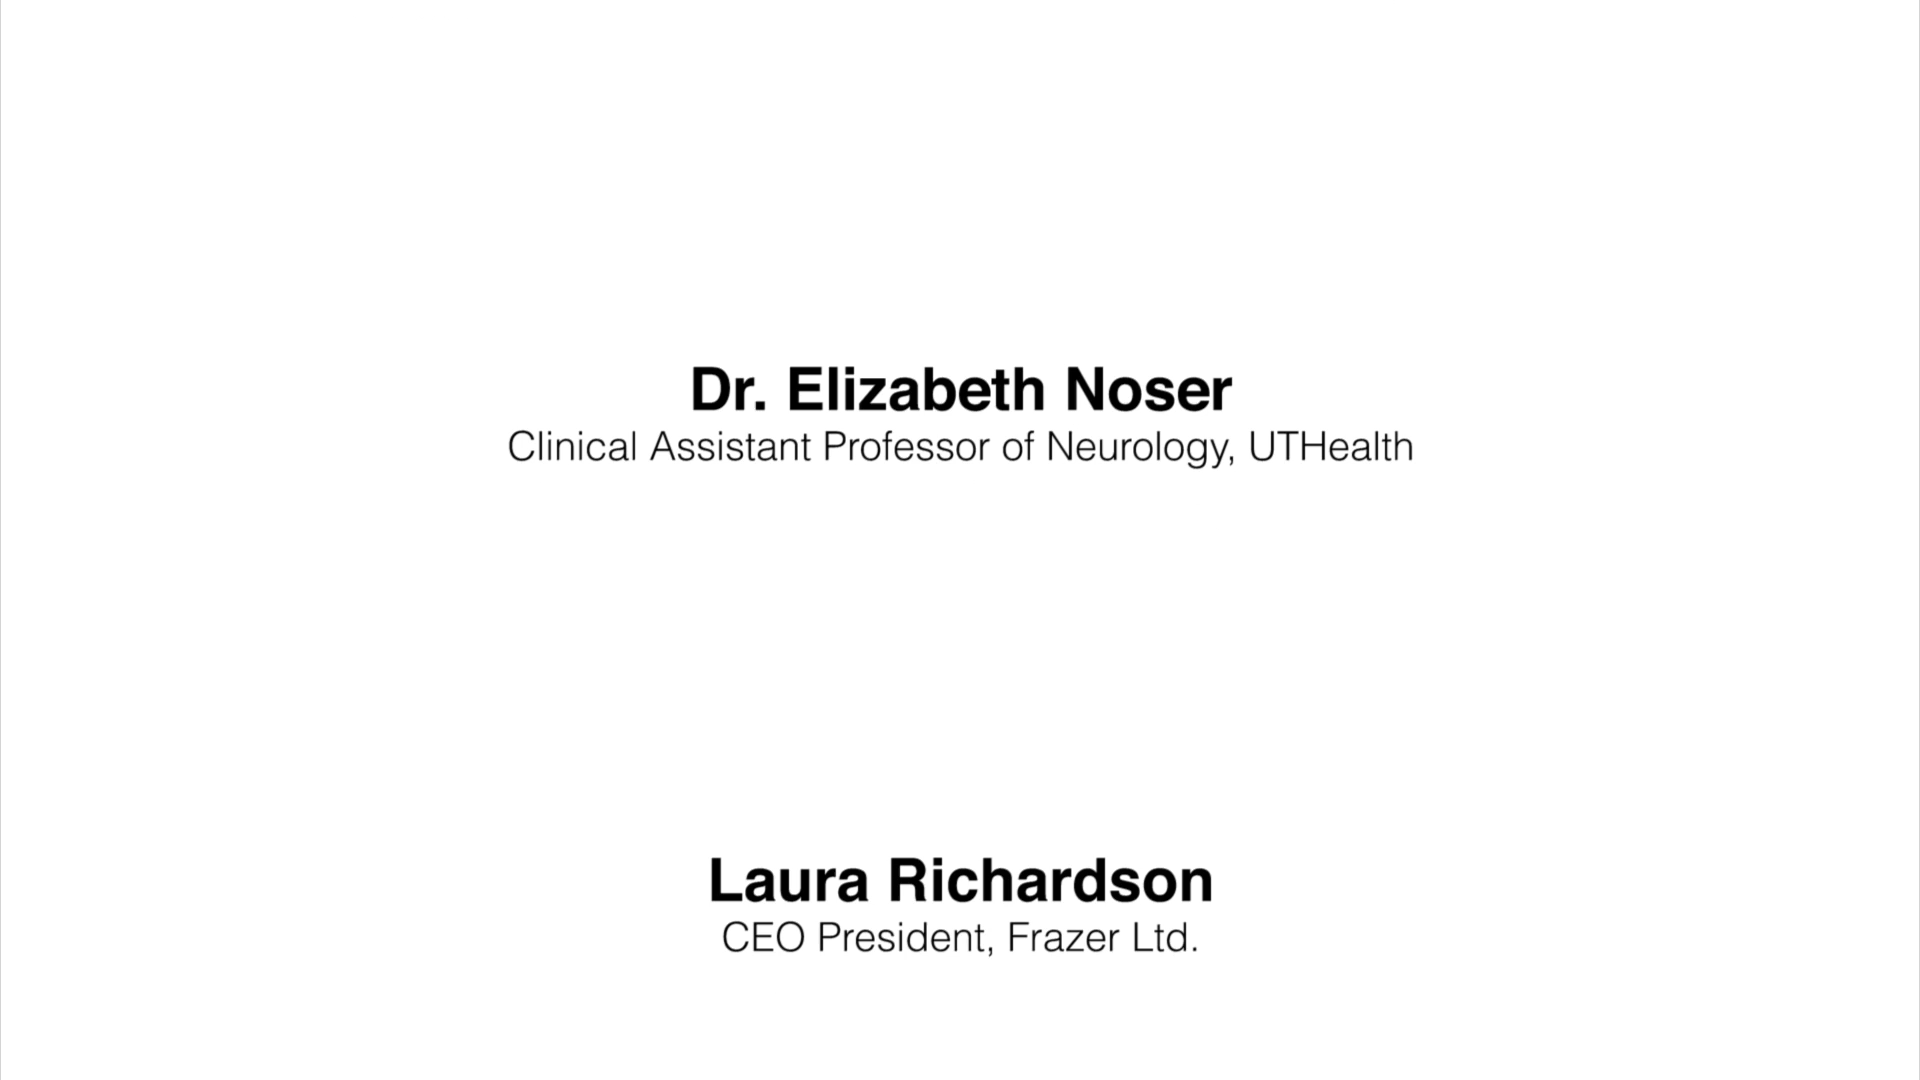 Dr. Elizabeth Noser
Clinical Assistant Professor of Neurology, UTHealth
Laura Richardson
CEO President, Frazer Ltd.